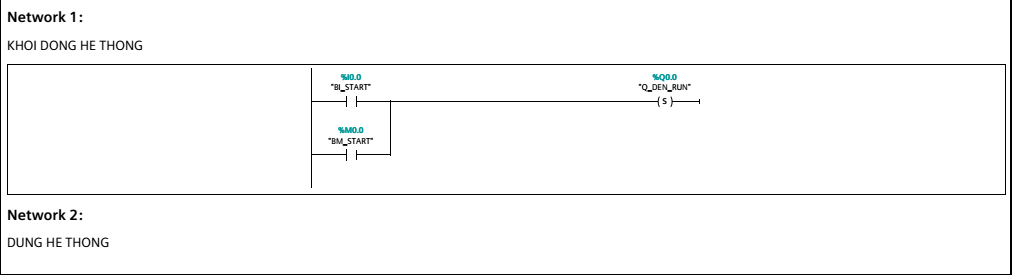 Network 1:
KHOI DONG HE THONG
%I0.0
"BI_START"
%Q0.0
"Q_DEN_RUN"
( S )
%M0.0
"BM_START"
Network 2:
DUNG HE THONG